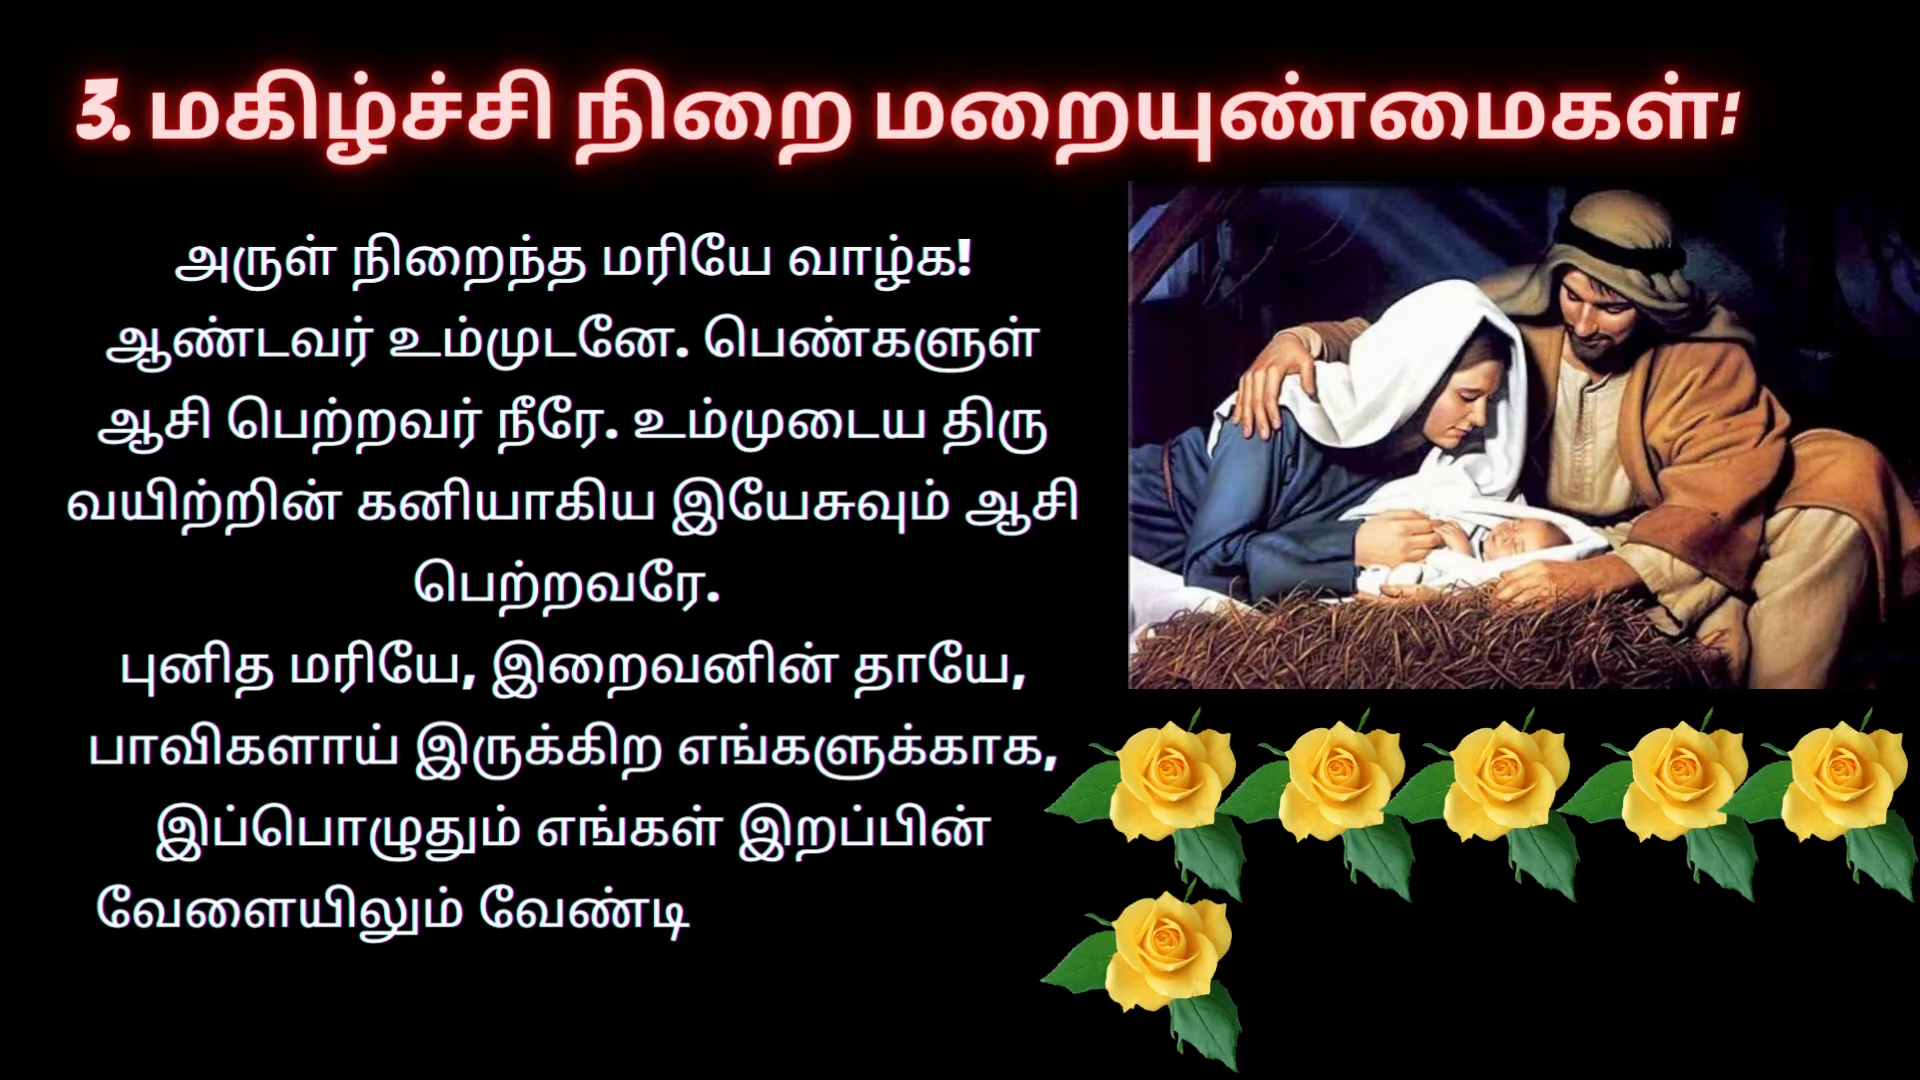 3. மகிழ்ச்சி நிறை மறையுண்மைகள்:
அருள் நிறைந்த மரியே வாழ்க!
ஆண்டவர் உம்முடனே. பெண்களுள்
ஆசி பெற்றவர் நீரே. உம்முடைய திரு
வயிற்றின் கனியாகிய இயேசுவும் ஆசி
பெற்றவரே.
புனித மரியே, இறைவனின் தாயே,
பாவிகளாய் இருக்கிற எங்களுக்காக,
இப்பொழுதும் எங்கள் இறப்பின்
வேளையிலும் வேண்டி